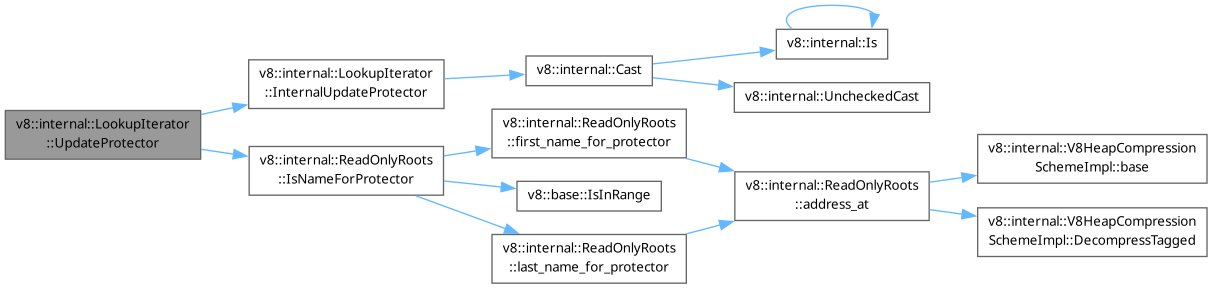 v8::internal::LookupIterator
::UpdateProtector
v8::internal::LookupIterator
::InternalUpdateProtector
v8::internal::ReadOnlyRoots
::IsNameForProtector
v8::internal::Cast
v8::internal::ReadOnlyRoots
::first_name_for_protector
v8::base::IsInRange
v8::internal::ReadOnlyRoots
::last_name_for_protector
v8::internal::Is
v8::internal::UncheckedCast
v8::internal::ReadOnlyRoots
::address_at
v8::internal::V8HeapCompression
SchemeImpl::base
v8::internal::V8HeapCompression
SchemeImpl::DecompressTagged